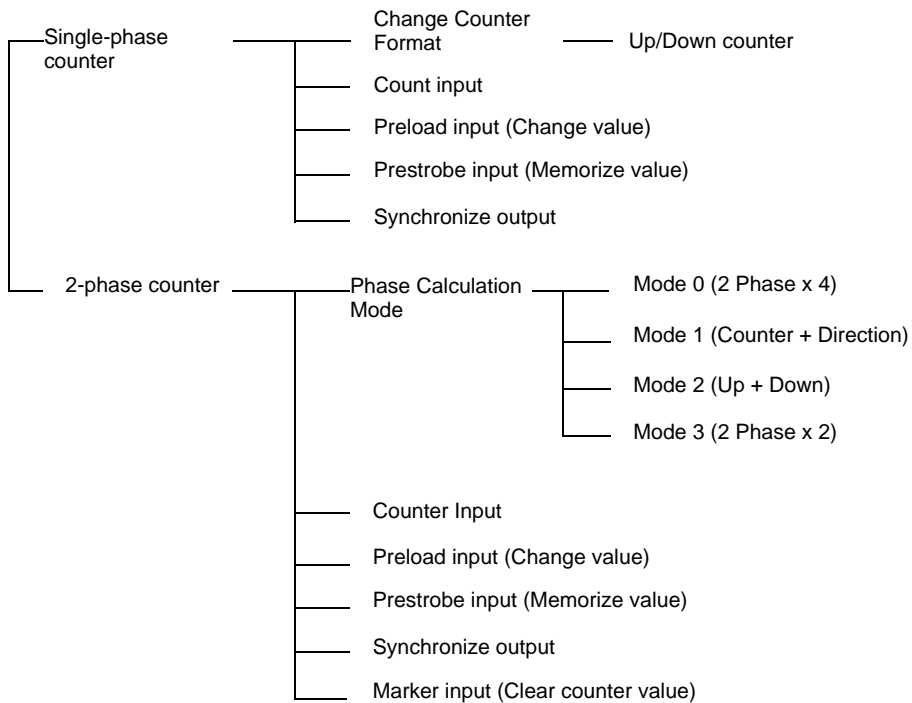 Single-phase
counter
Change Counter
Format
Up/Down counter
Count input
Preload input (Change value)
Prestrobe input (Memorize value)
Synchronize output
2-phase counter
Phase Calculation
Mode
Mode 0 (2 Phase x 4)
Mode 1 (Counter + Direction)
Mode 2 (Up + Down)
Mode 3 (2 Phase x 2)
Counter Input
Preload input (Change value)
Prestrobe input (Memorize value)
Synchronize output
Marker input (Clear counter value)